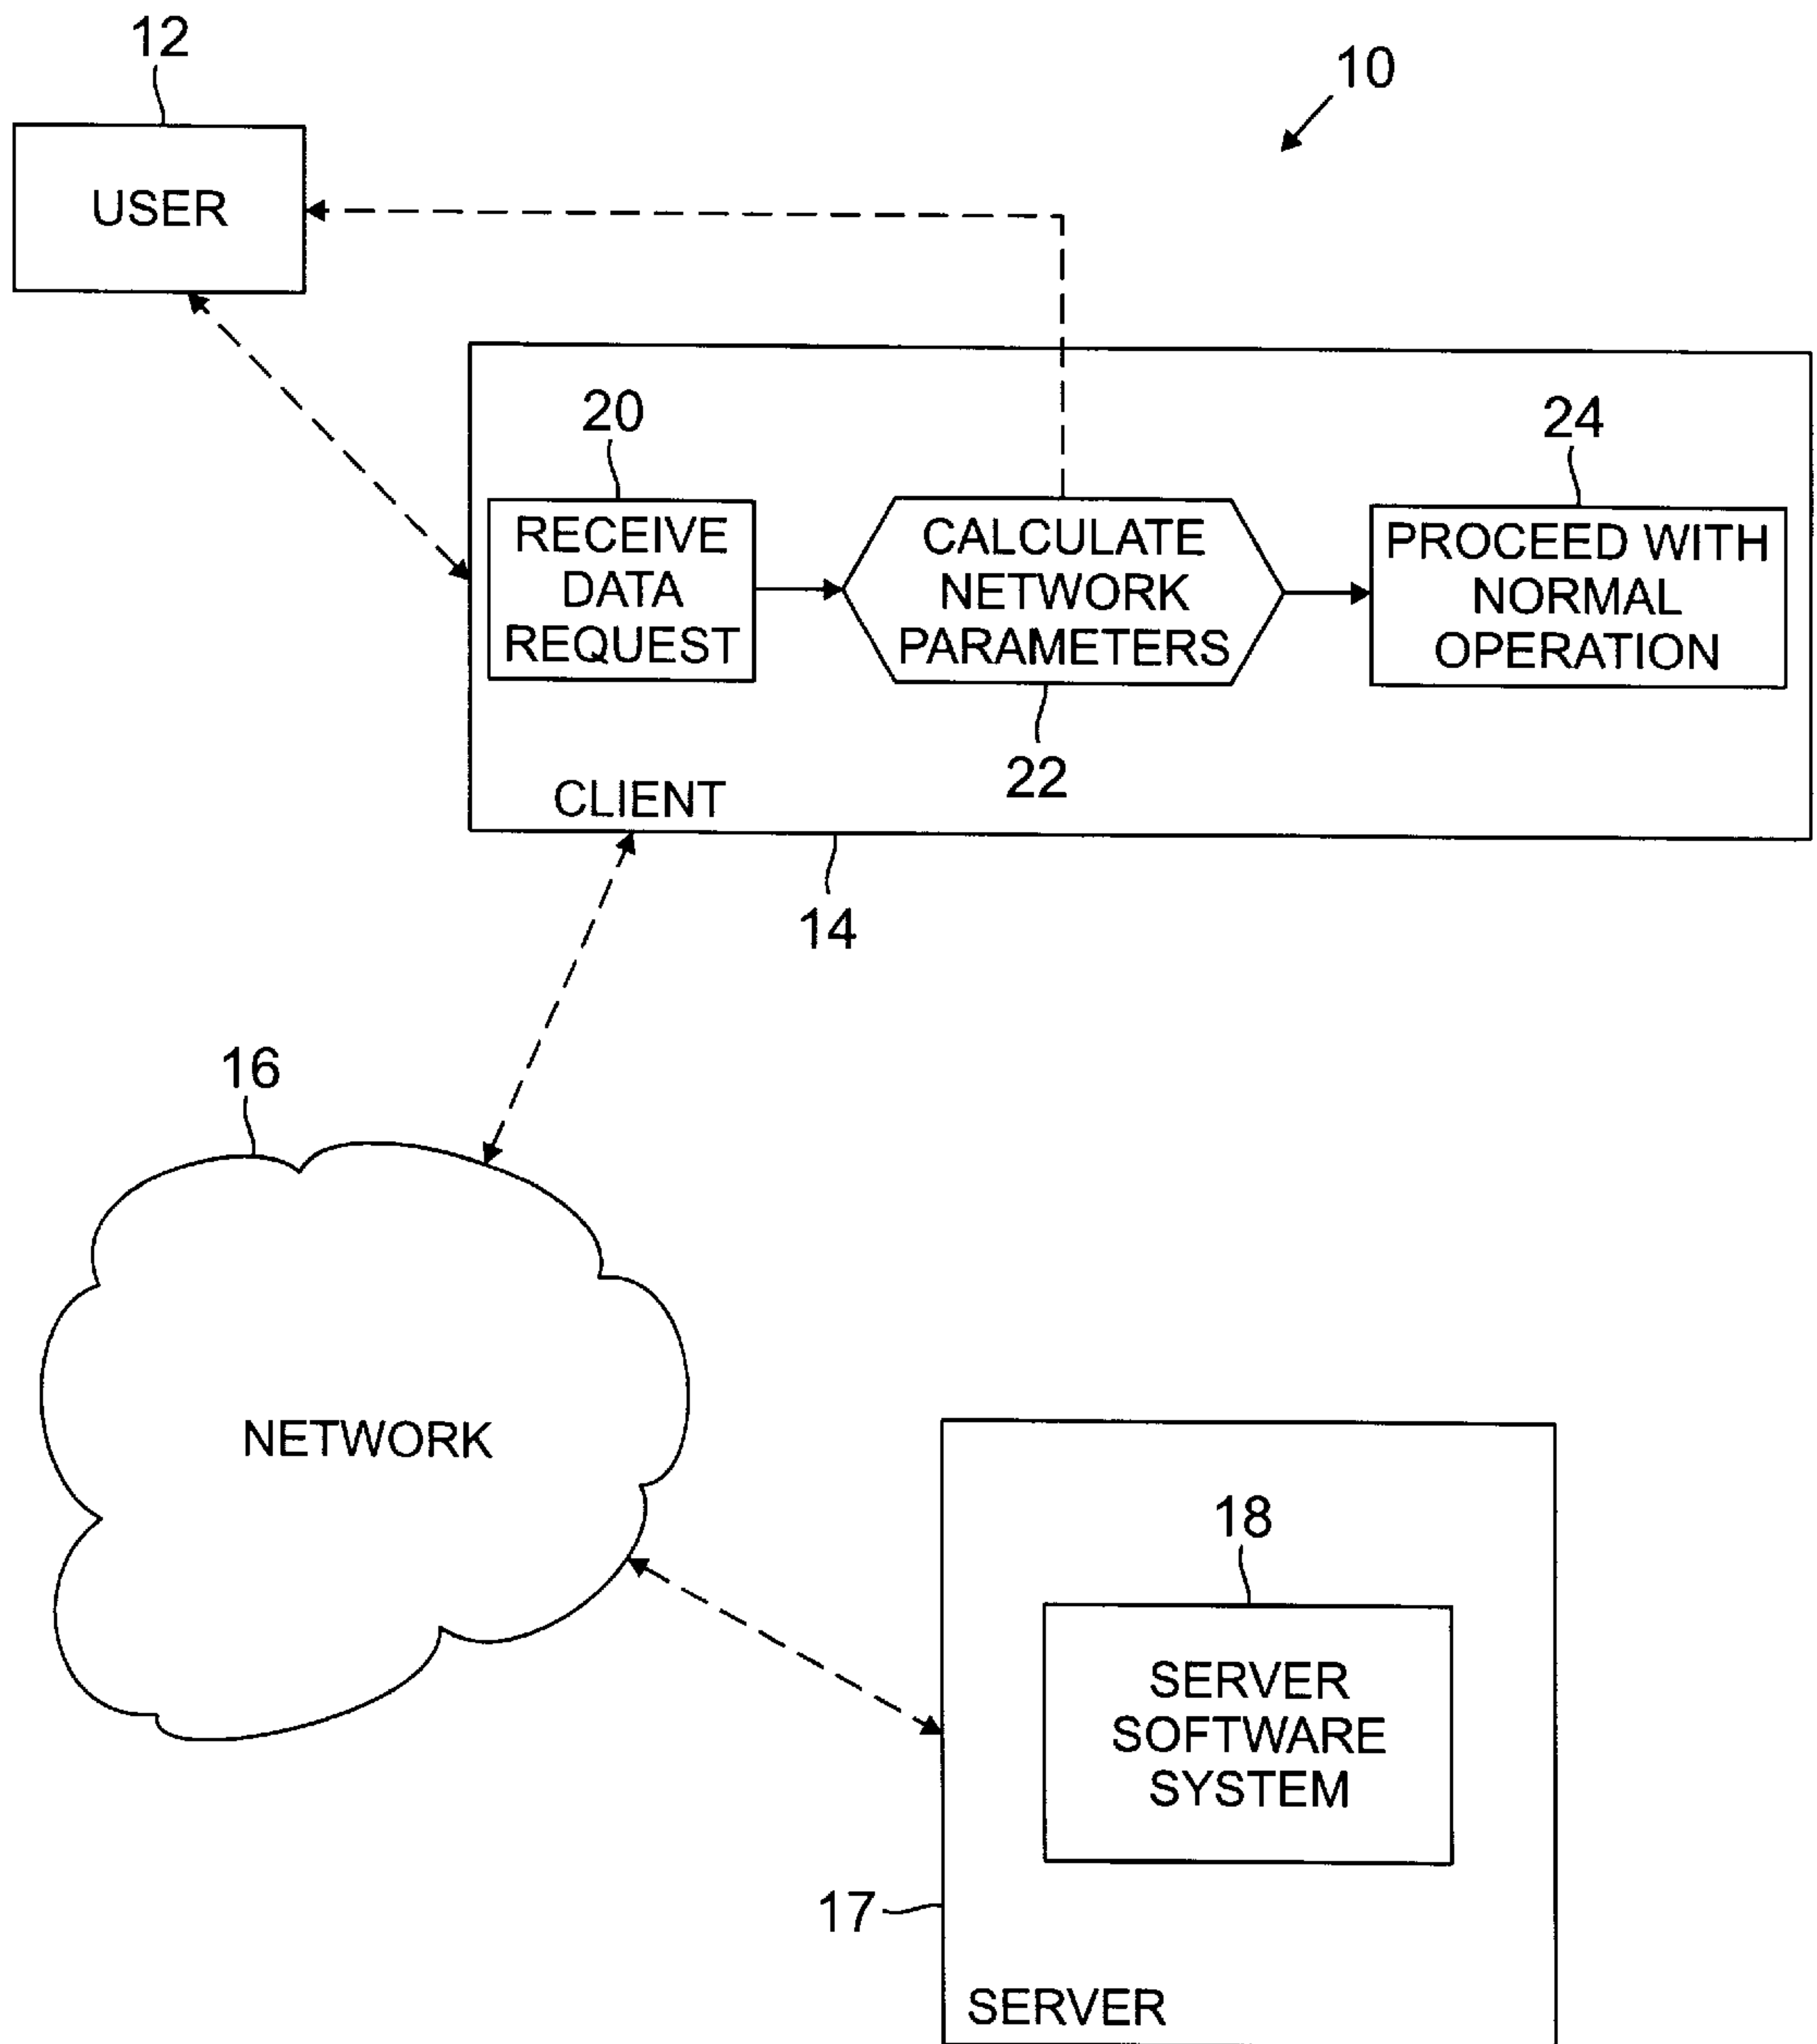 12
10
USER
20
24
RECEIVE
DATA
REQUEST
CALCULATE
NETWORK
PARAMETERS
PROCEED WITH
NORMAL
OPERATION
22
CLIENT
14
16
NETWORK
18
SERVER
SOFTWARE
SYSTEM
17
SERVER